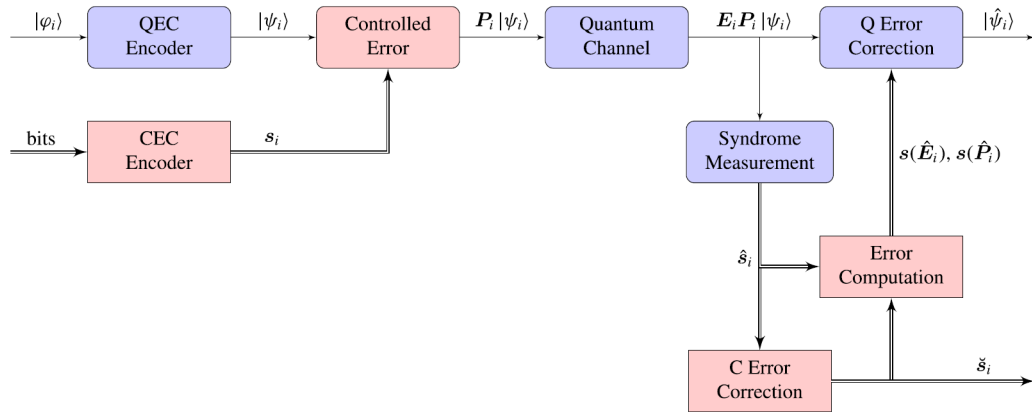 |φᵢ⟩
QEC
Encoder
|ψᵢ⟩
Controlled
Error
Pᵢ |ψᵢ⟩
Quantum
Channel
EᵢPᵢ |ψᵢ⟩
Q Error
Correction
|ψ̂ᵢ⟩
bits
CEC
Encoder
sᵢ
Syndrome
Measurement
s(Êᵢ), s(P̂ᵢ)
ŝᵢ
Error
Computation
C Error
Correction
s̆ᵢ